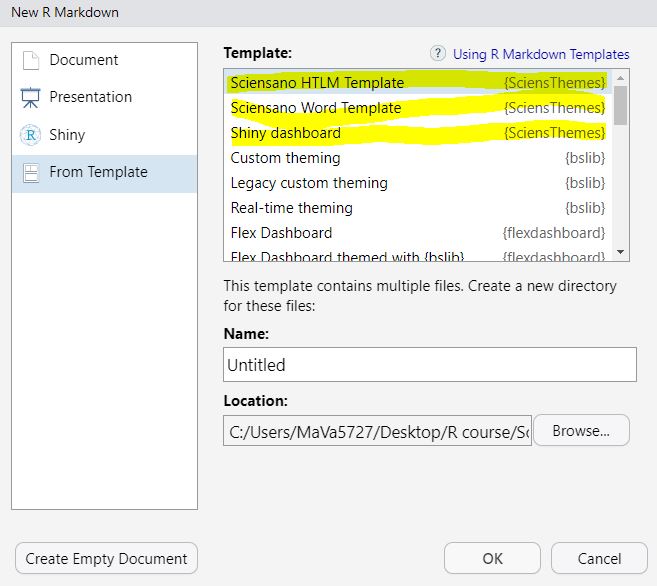 New R Markdown
Document
Presentation
Shiny
From Template
Template:
? Using R Markdown Templates
Sciensano HTLM Template {SciensThemes}
Sciensano Word Template {SciensThemes}
Shiny dashboard {SciensThemes}
Custom theming {bslib}
Legacy custom theming {bslib}
Real-time theming {bslib}
Flex Dashboard {flexdashboard}
Flex Dashboard themed with {bslib} {flexdashboard}
This template contains multiple files. Create a new directory
for these files:
Name:
Untitled
Location:
C:/Users/MaVa5727/Desktop/R course/Sc
Browse...
Create Empty Document
OK
Cancel